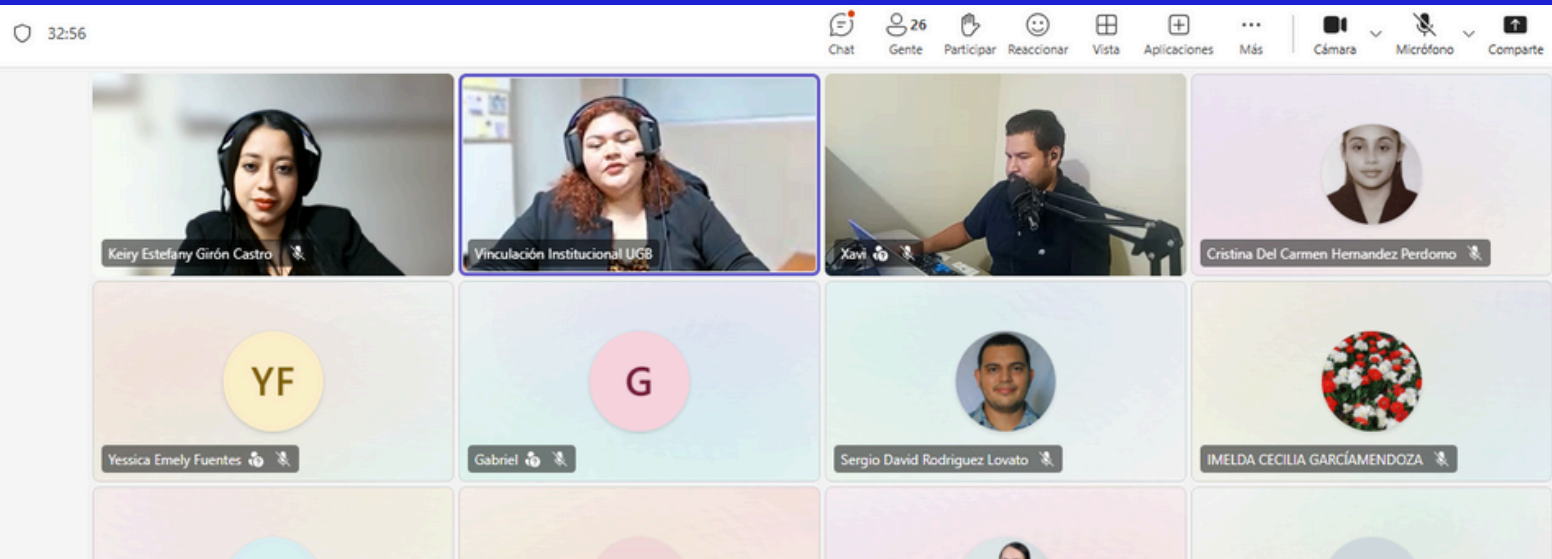 32:56
26
Chat
Gente
Participar
Reaccionar
Vista
Aplicaciones
Más
Cámara
Micrófono
Comparte
Keiry Estefany Girón Castro
Vinculación Institucional UGB
Xavi
Cristina Del Carmen Hernandez Perdomo
YF
G
Yessica Emely Fuentes
Gabriel
Sergio David Rodriguez Lovato
IMELDA CECILIA GARCÍAMENDOZA